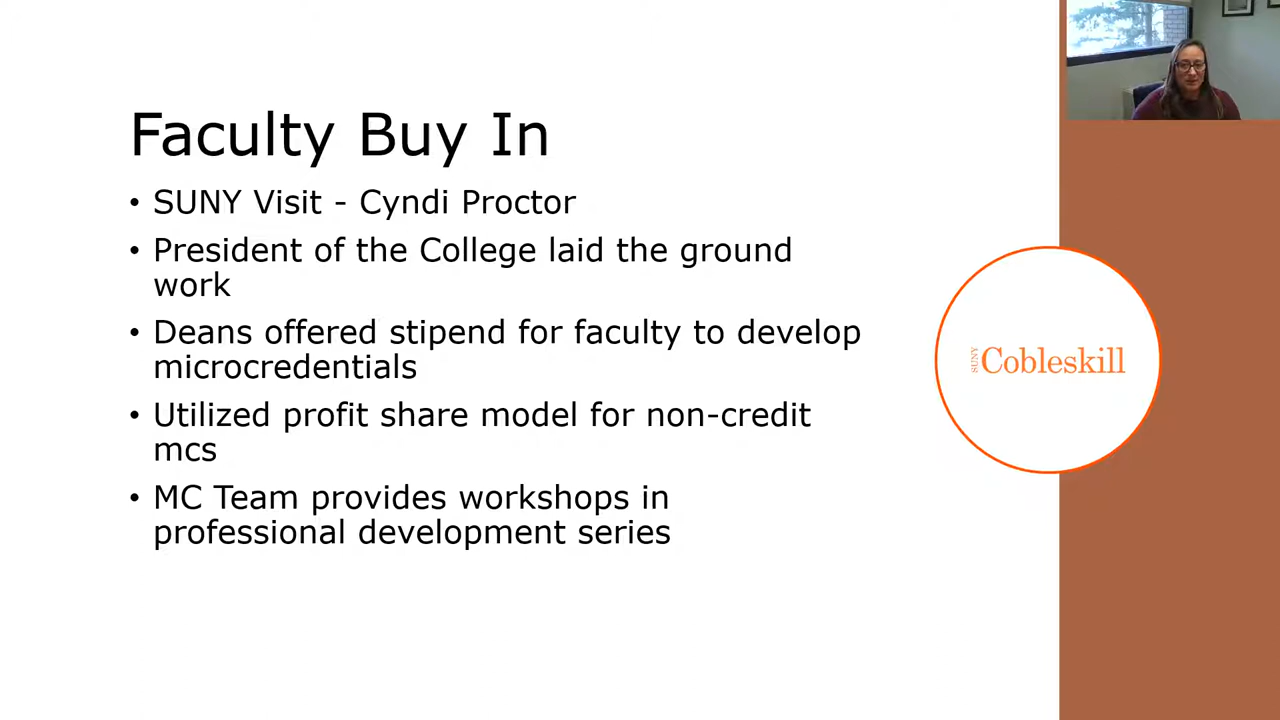 Faculty Buy In
• SUNY Visit - Cyndi Proctor
• President of the College laid the ground
work
• Deans offered stipend for faculty to develop
microcredentials
• Utilized profit share model for non-credit
mcs
• MC Team provides workshops in
professional development series
SUNY Cobleskill